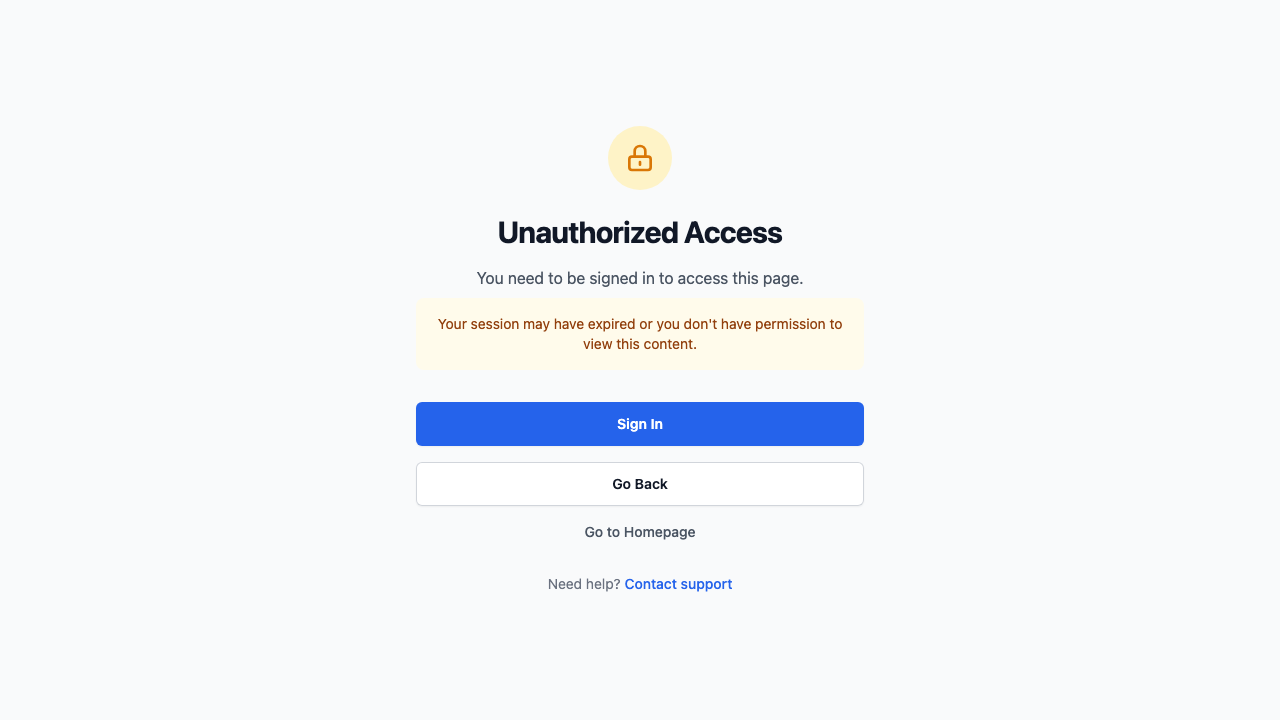 Unauthorized Access
You need to be signed in to access this page.
Your session may have expired or you don't have permission to
view this content.
Sign In
Go Back
Go to Homepage
Need help? Contact support